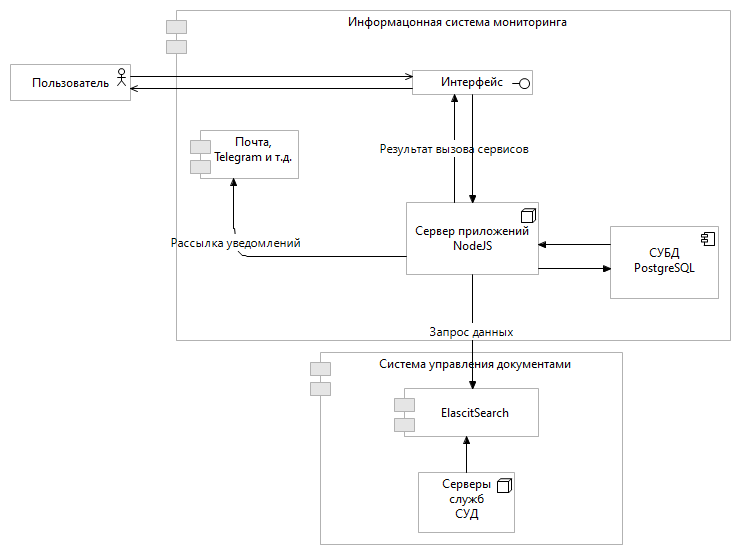 Информацонная система мониторинга
Пользователь
Интерфейс
Почта,
Telegram и т.д.
Результат вызова сервисов
Сервер приложений
NodeJS
Рассылка уведомлений
СУБД
PostgreSQL
Запрос данных
Система управления документами
ElascitSearch
Серверы
служб
СУД